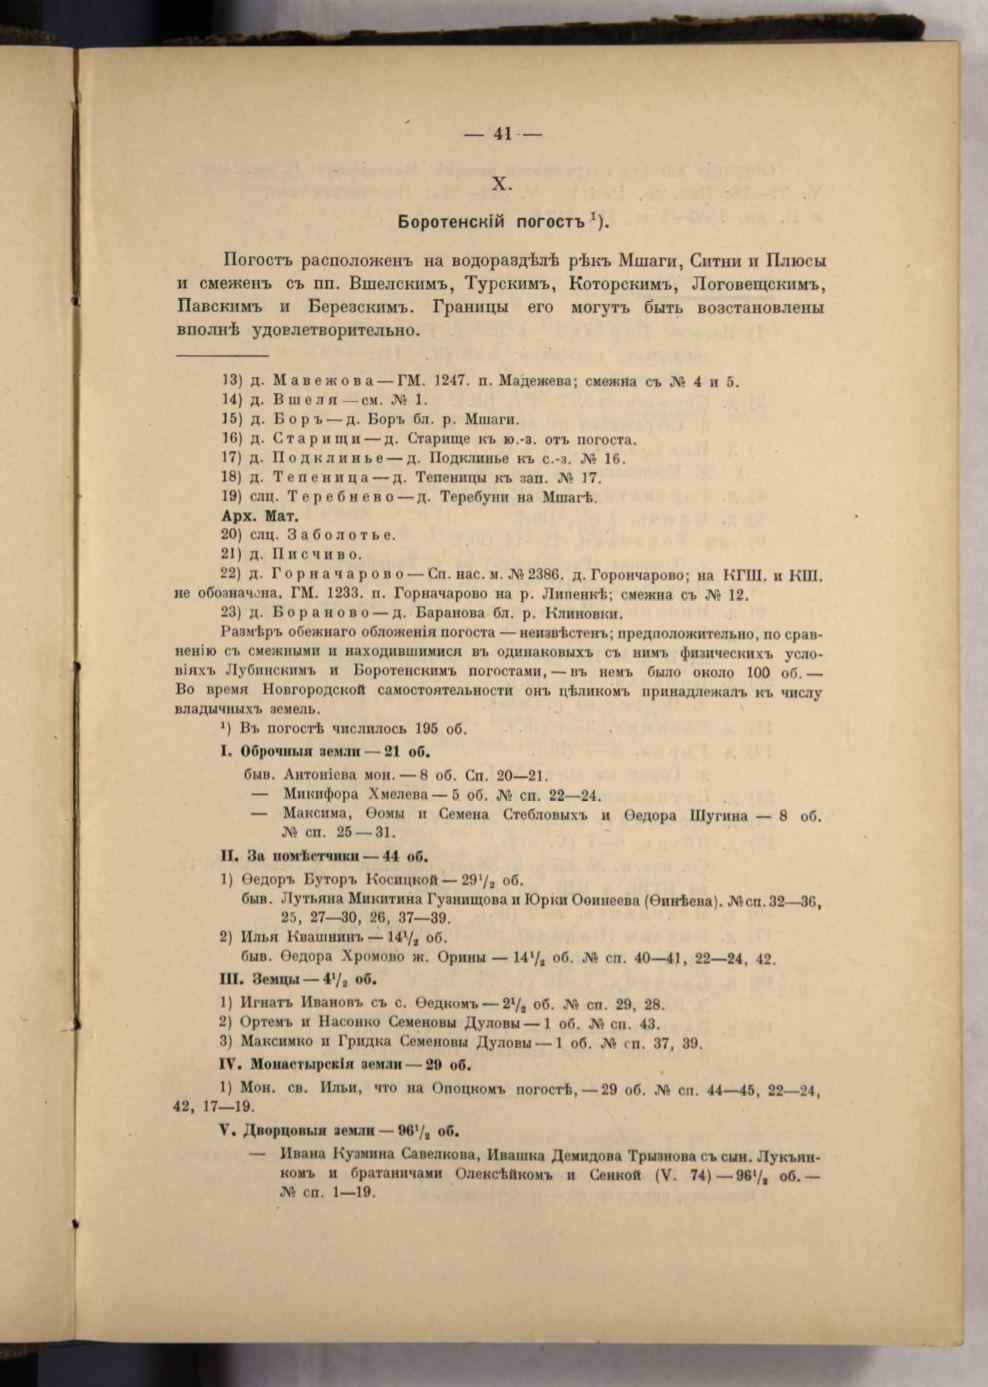 — 41 —
X.
Боротенскій погостъ ¹).
Погостъ расположенъ на водораздѣлѣ рѣкъ Мшаги, Ситни и Плюсы
и смеженъ съ пп. Вшелскимъ, Турскимъ, Которскимъ, Логовещскимъ,
Павскимъ и Березскимъ. Границы его могутъ быть возстановлены
вполнѣ удовлетворительно.
13) д. Мавежова — ГМ. 1247. п. Мадежева; смежна съ № 4 и 5.
14) д. Вшеля — см. № 1.
15) д. Боръ — д. Боръ бл. р. Мшаги.
16) д. Старищи — д. Старище къ ю.-з. отъ погоста.
17) д. Подклинье — д. Подклинье къ с.-з. № 16.
18) д. Тепеница — д. Тепеницы къ зап. № 17.
19) слц. Теребнево — д. Теребуни на Мшагѣ.
Арх. Мат.
20) слц. Заболотье.
21) д. Писчиво.
22) д. Горначарово — Сп. нас. м. № 2386. д. Горончарово; на КГШ. и КШ.
не обозначена. ГМ. 1233. п. Горначарово на р. Липенкѣ; смежна съ № 12.
23) д. Бораново — д. Баранова бл. р. Клиновки.
Размѣръ обежнаго обложенія погоста — неизвѣстенъ; предположительно, по срав-
ненію съ смежными и находившимися въ одинаковыхъ съ нимъ физическихъ усло-
віяхъ Лубинскимъ и Боротенскимъ погостами, — въ немъ было около 100 об. —
Во время Новгородской самостоятельности онъ цѣликомъ принадлежалъ къ числу
владычныхъ земель.
¹) Въ погостѣ числилось 195 об.
I. Оброчныя земли — 21 об.
быв. Антоніева мон. — 8 об. Сп. 20—21.
— Микифора Хмелева — 5 об. № сп. 22—24.
— Максима, Ѳомы и Семена Стебловыхъ и Ѳедора Шугина — 8 об.
№ сп. 25—31.
II. За помѣстчики — 44 об.
1) Ѳедоръ Буторъ Косицкой — 29¹/₂ об.
быв. Лутьяна Микитина Гузнищова и Юрки Оѳинеева (Ѳинѣева). № сп. 32—36,
25, 27—30, 26, 37—39.
2) Илья Квашнинъ — 14¹/₂ об.
быв. Ѳедора Хромово ж. Орины — 14¹/₂ об. № сп. 40—41, 22—24, 42.
III. Земцы — 4¹/₂ об.
1) Игнатъ Ивановъ съ с. Ѳедкомъ — 2¹/₂ об. № сп. 29, 28.
2) Ортемъ и Насонко Семеновы Дуловы — 1 об. № сп. 43.
3) Максимко и Гридка Семеновы Дуловы — 1 об. № сп. 37, 39.
IV. Монастырскія земли — 29 об.
1) Мон. св. Ильи, что на Опоцкомъ погостѣ, — 29 об. № сп. 44—45, 22—24,
42, 17—19.
V. Дворцовыя земли — 96¹/₂ об.
— Ивана Кузмина Савелкова, Ивашка Демидова Трызнова съ сын. Лукъян-
комъ и братаничами Олексѣйкомъ и Сенкой (V. 74) — 96¹/₂ об. —
№ сп. 1—19.